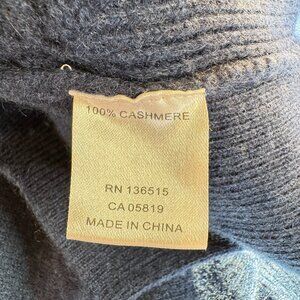 100% CASHMERE
RN 136515
CA 05819
MADE IN CHINA